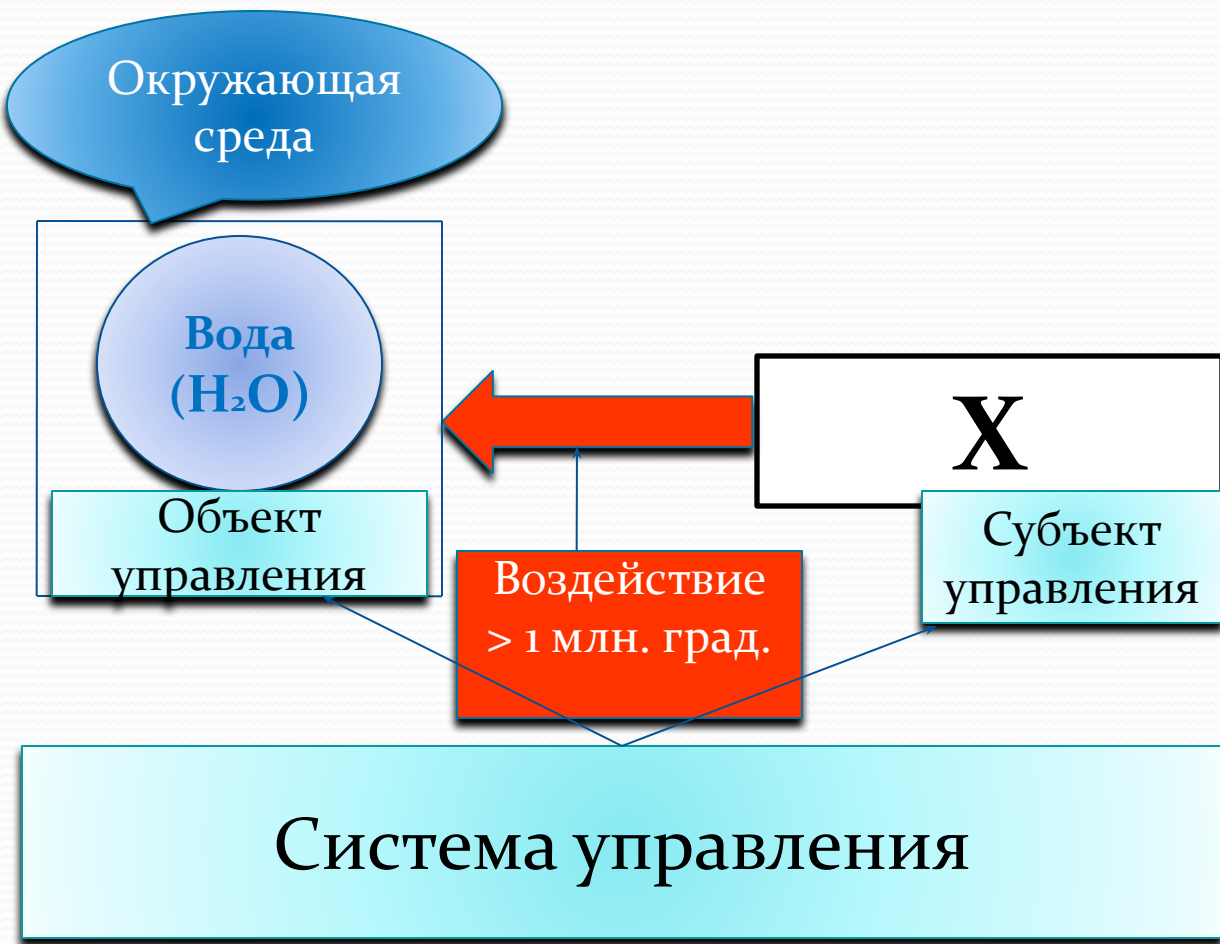 Окружающая
среда
Вода
(H₂O)
X
Объект
управления
Субъект
управления
Воздействие
> 1 млн. град.
Система управления